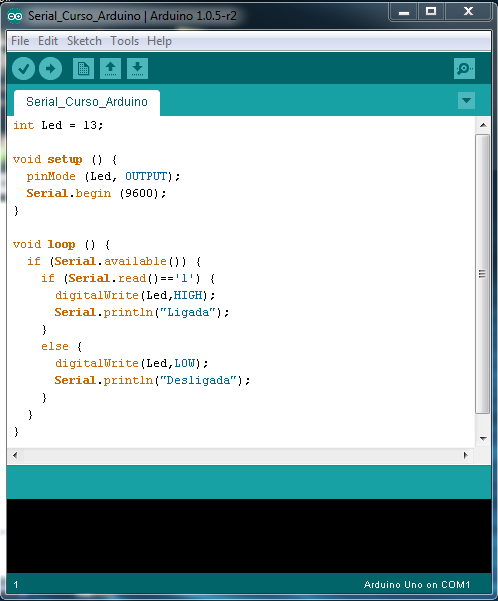 Serial_Curso_Arduino | Arduino 1.0.5-r2
File Edit Sketch Tools Help
Serial_Curso_Arduino
int Led = 13;
void setup () {
  pinMode (Led, OUTPUT);
  Serial.begin (9600);
}
void loop () {
  if (Serial.available()) {
    if (Serial.read()=='1') {
      digitalWrite(Led,HIGH);
      Serial.println("Ligada");
    }
    else {
      digitalWrite(Led,LOW);
      Serial.println("Desligada");
    }
  }
}
1 Arduino Uno on COM1